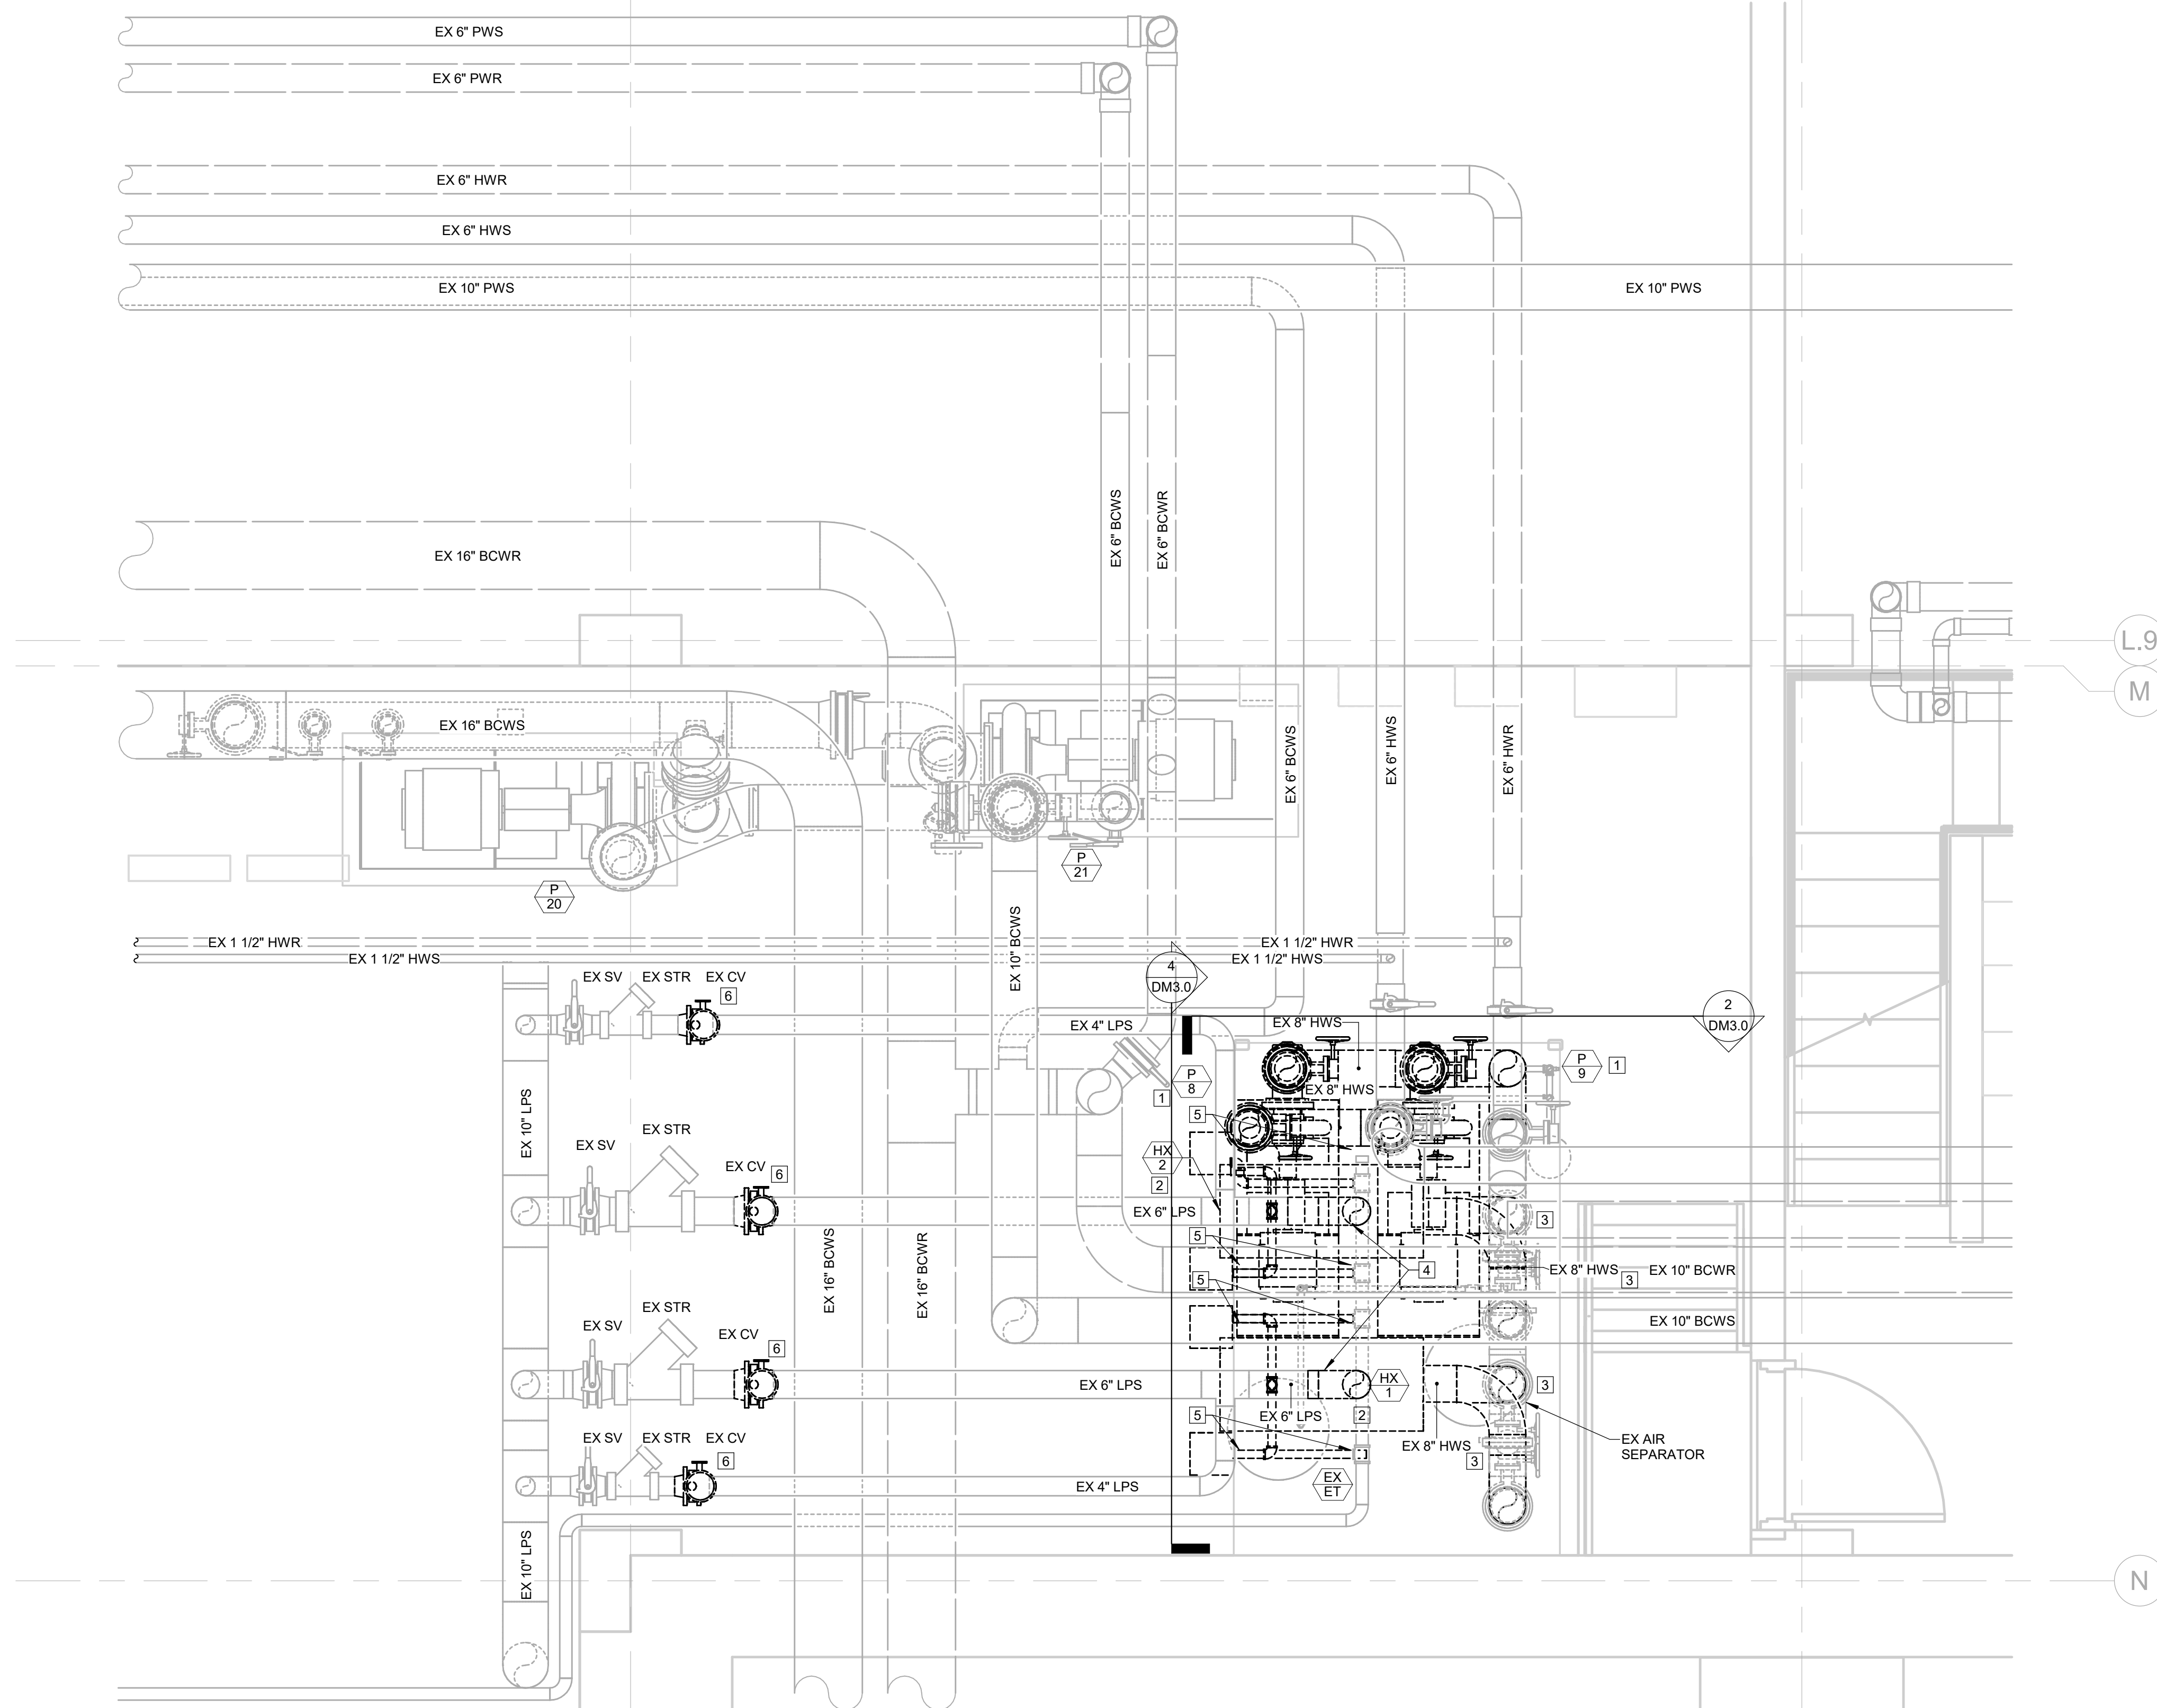 EX 6" PWS
EX 6" PWR
EX 6" HWR
EX 6" HWS
EX 10" PWS
EX 10" PWS
EX 6" BCWS
EX 6" BCWR
EX 16" BCWR
L.9
M
EX 16" BCWS
EX 6" BCWS
EX 6" HWS
EX 6" HWR
P
21
P
20
EX 10" BCWS
EX 1 1/2" HWR
EX 1 1/2" HWR
EX 1 1/2" HWS
EX 1 1/2" HWS
4
DM3.0
EX SV
EX STR
EX CV
6
2
DM3.0
EX 4" LPS
EX 8" HWS
P
9
1
P
8
1
EX 8" HWS
5
EX 10" LPS
EX STR
EX SV
EX CV
6
HX
2
2
EX 6" LPS
3
5
4
5
EX 8" HWS
3
EX 10" BCWR
EX 16" BCWS
EX 16" BCWR
EX STR
EX SV
EX CV
6
EX 10" BCWS
EX 6" LPS
HX
1
3
2
5
EX 6" LPS
EX SV
EX STR
EX CV
6
EX 8" HWS
3
EX AIR
SEPARATOR
EX 4" LPS
EX
ET
EX 10" LPS
N